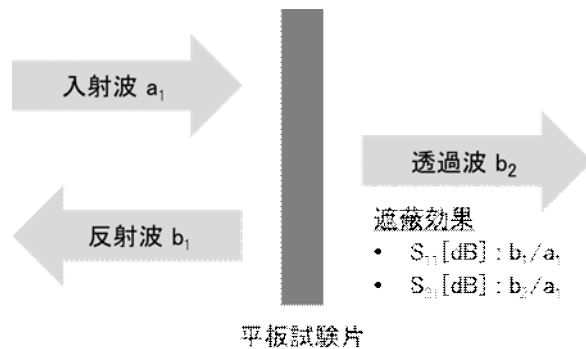 入射波 a₁
透過波 b₂
反射波 b₁
遮蔽効果
• S₁₁[dB] : b₁/a₁
• S₂₁[dB] : b₂/a₁
平板試験片